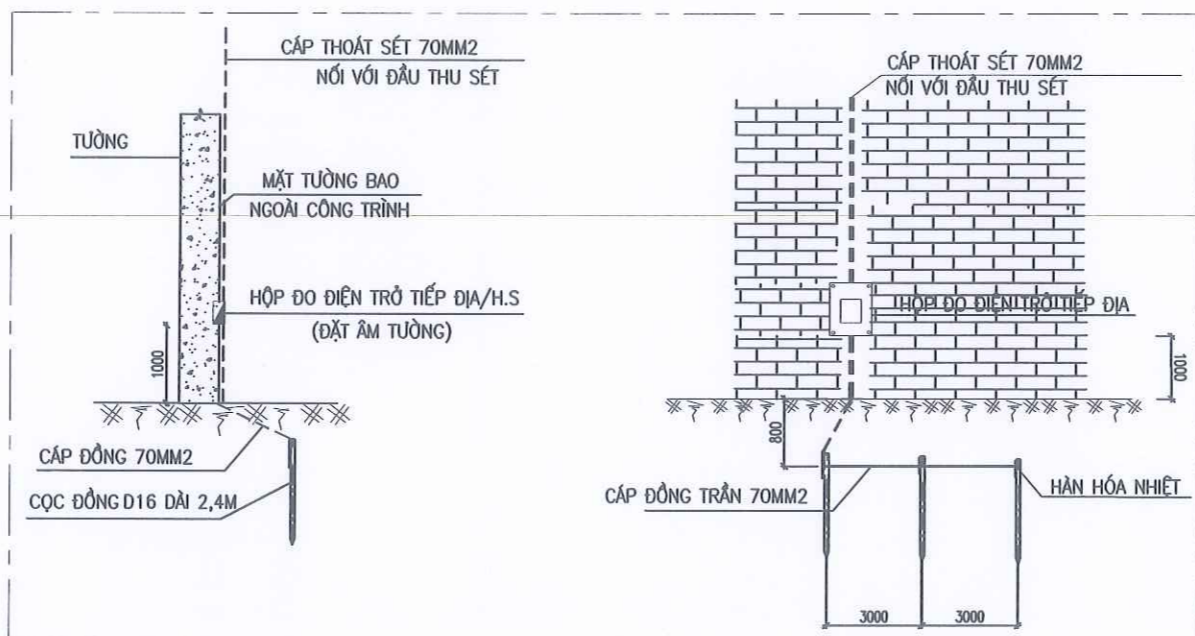 CÁP THOÁT SÉT 70MM2
NỐI VỚI ĐẦU THU SÉT
TƯỜNG
MẶT TƯỜNG BAO
NGOÀI CÔNG TRÌNH
HỘP ĐO ĐIỆN TRỞ TIẾP ĐỊA/H.S
(ĐẶT ÂM TƯỜNG)
1000
CÁP ĐỒNG 70MM2
CỌC ĐỒNG D16 DÀI 2,4M
CÁP THOÁT SÉT 70MM2
NỐI VỚI ĐẦU THU SÉT
HỘP ĐO ĐIỆN TRỞ TIẾP ĐỊA
1000
800
CÁP ĐỒNG TRẦN 70MM2
HÀN HÓA NHIỆT
3000
3000